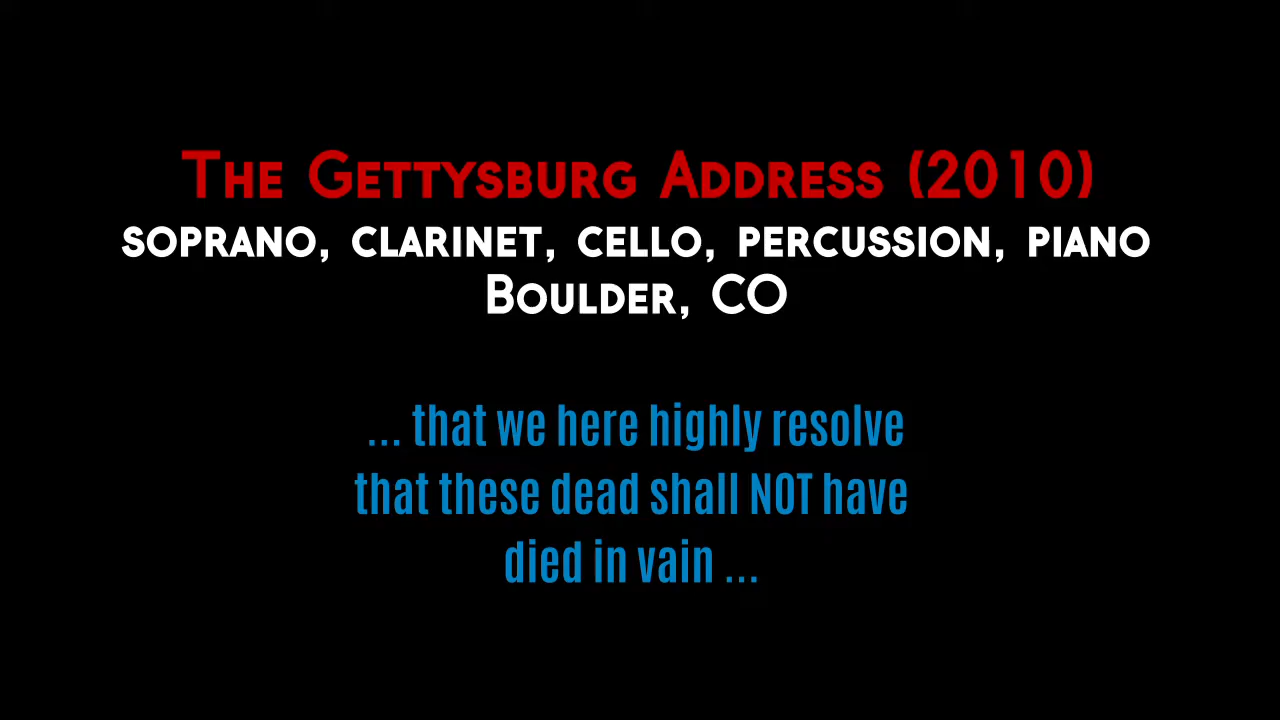 The Gettysburg Address (2010)
soprano, clarinet, cello, percussion, piano
Boulder, CO
... that we here highly resolve
that these dead shall NOT have
died in vain ...